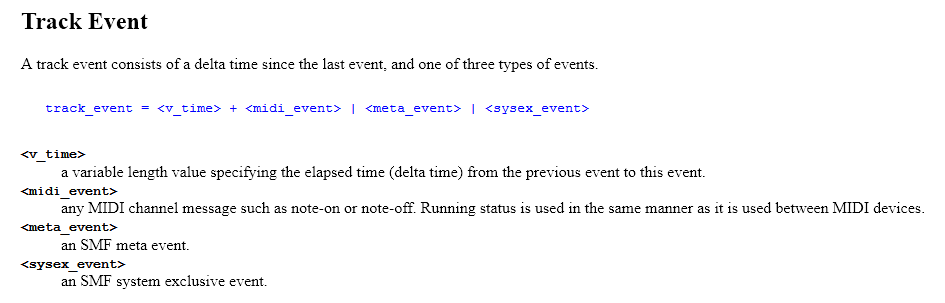 Track Event
A track event consists of a delta time since the last event, and one of three types of events.
track_event = <v_time> + <midi_event> | <meta_event> | <sysex_event>
<v_time>
a variable length value specifying the elapsed time (delta time) from the previous event to this event.
<midi_event>
any MIDI channel message such as note-on or note-off. Running status is used in the same manner as it is used between MIDI devices.
<meta_event>
an SMF meta event.
<sysex_event>
an SMF system exclusive event.